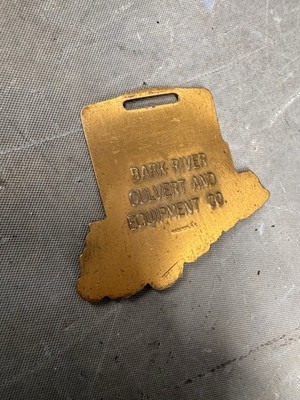 BARK RIVER
CULVERT AND
EQUIPMENT CO.